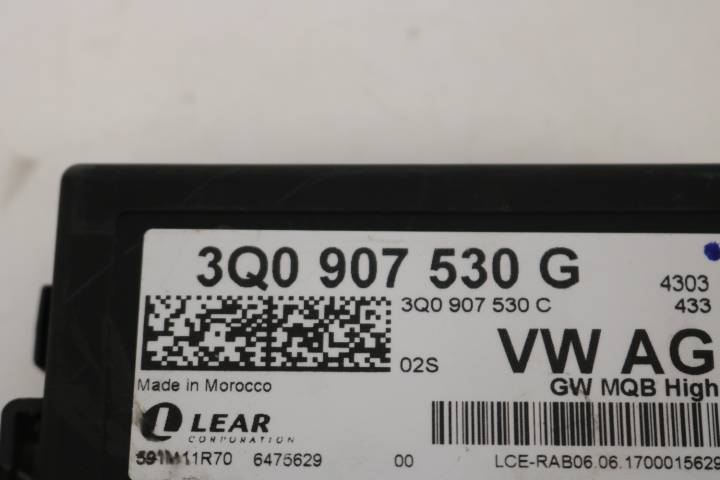 3Q0 907 530 G
4303
3Q0 907 530 C
433
02S
VW AG
GW MQB High
Made in Morocco
LEAR
CORPORATION
591M11R70 6475629 00
LCE-RAB06.06.1700015629